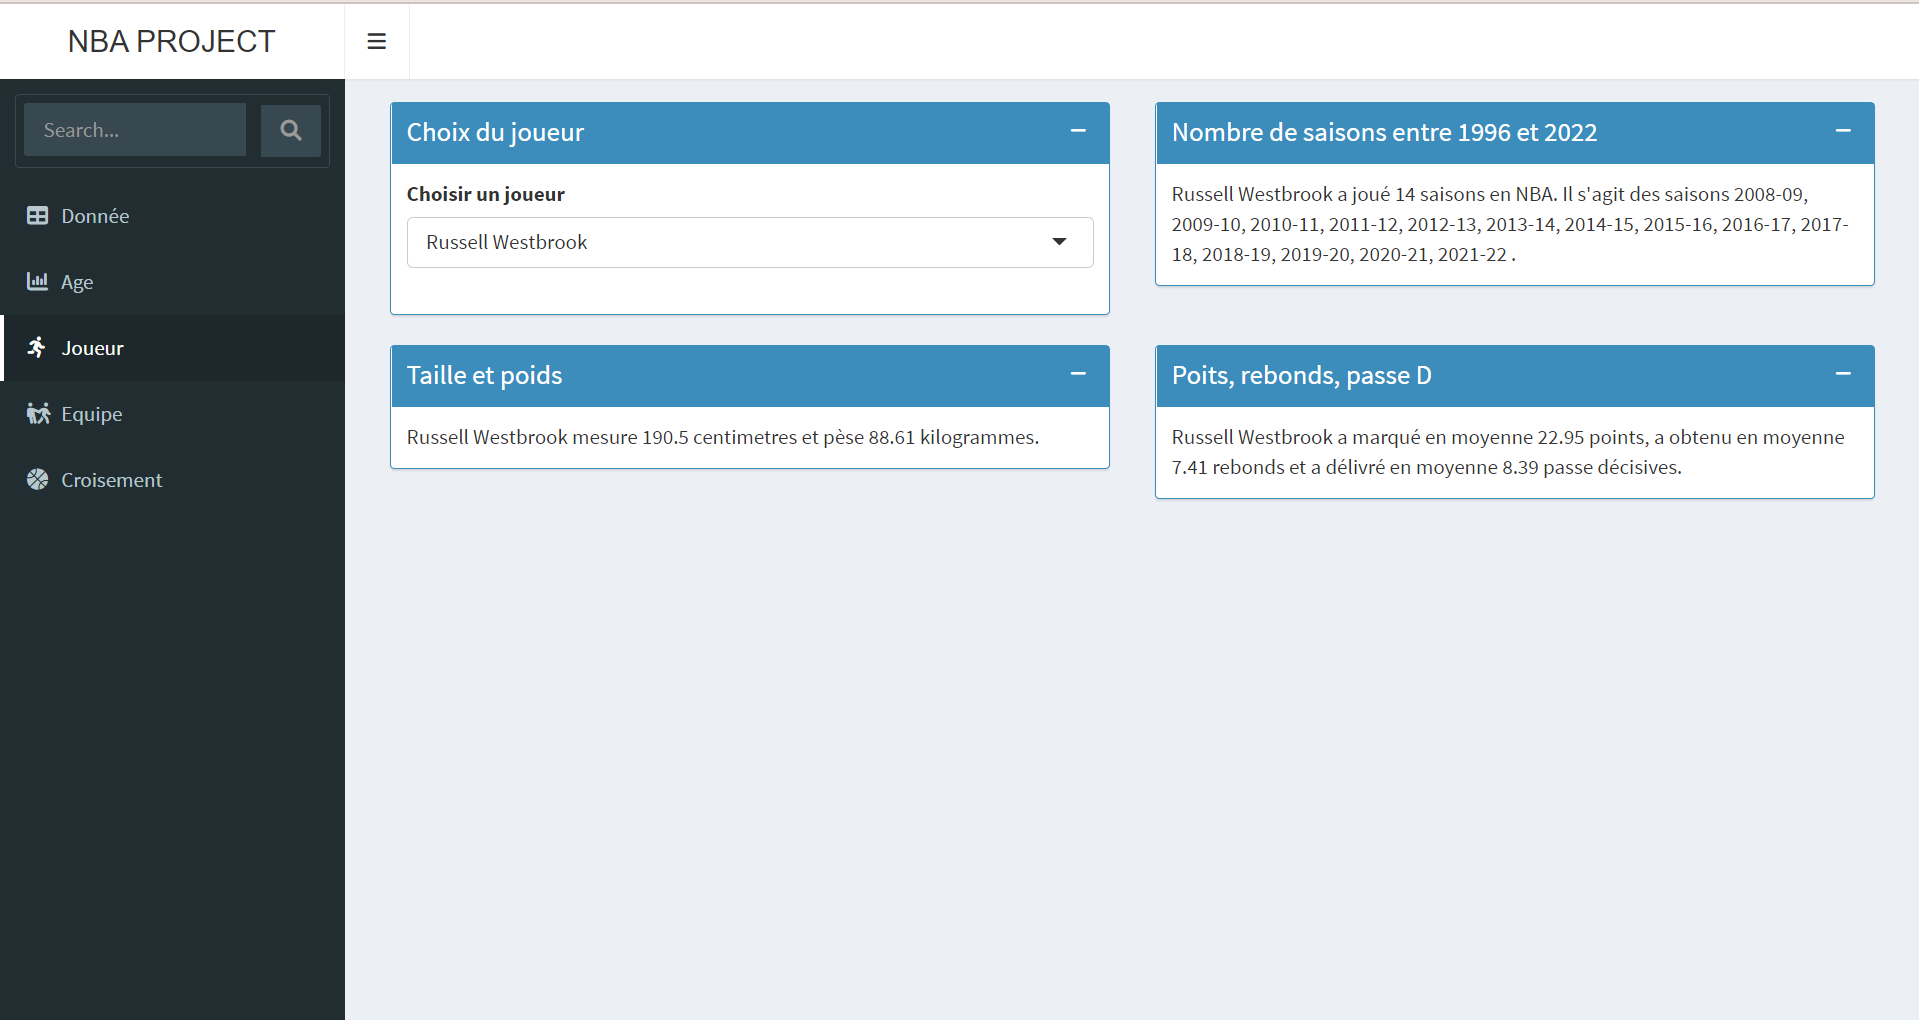 NBA PROJECT
Search...
Donnée
Age
Joueur
Equipe
Croisement
Choix du joueur
Choisir un joueur
Russell Westbrook
Nombre de saisons entre 1996 et 2022
Russell Westbrook a joué 14 saisons en NBA. Il s'agit des saisons 2008-09,
2009-10, 2010-11, 2011-12, 2012-13, 2013-14, 2014-15, 2015-16, 2016-17, 2017-
18, 2018-19, 2019-20, 2020-21, 2021-22 .
Taille et poids
Russell Westbrook mesure 190.5 centimetres et pèse 88.61 kilogrammes.
Poits, rebonds, passe D
Russell Westbrook a marqué en moyenne 22.95 points, a obtenu en moyenne
7.41 rebonds et a délivré en moyenne 8.39 passe décisives.